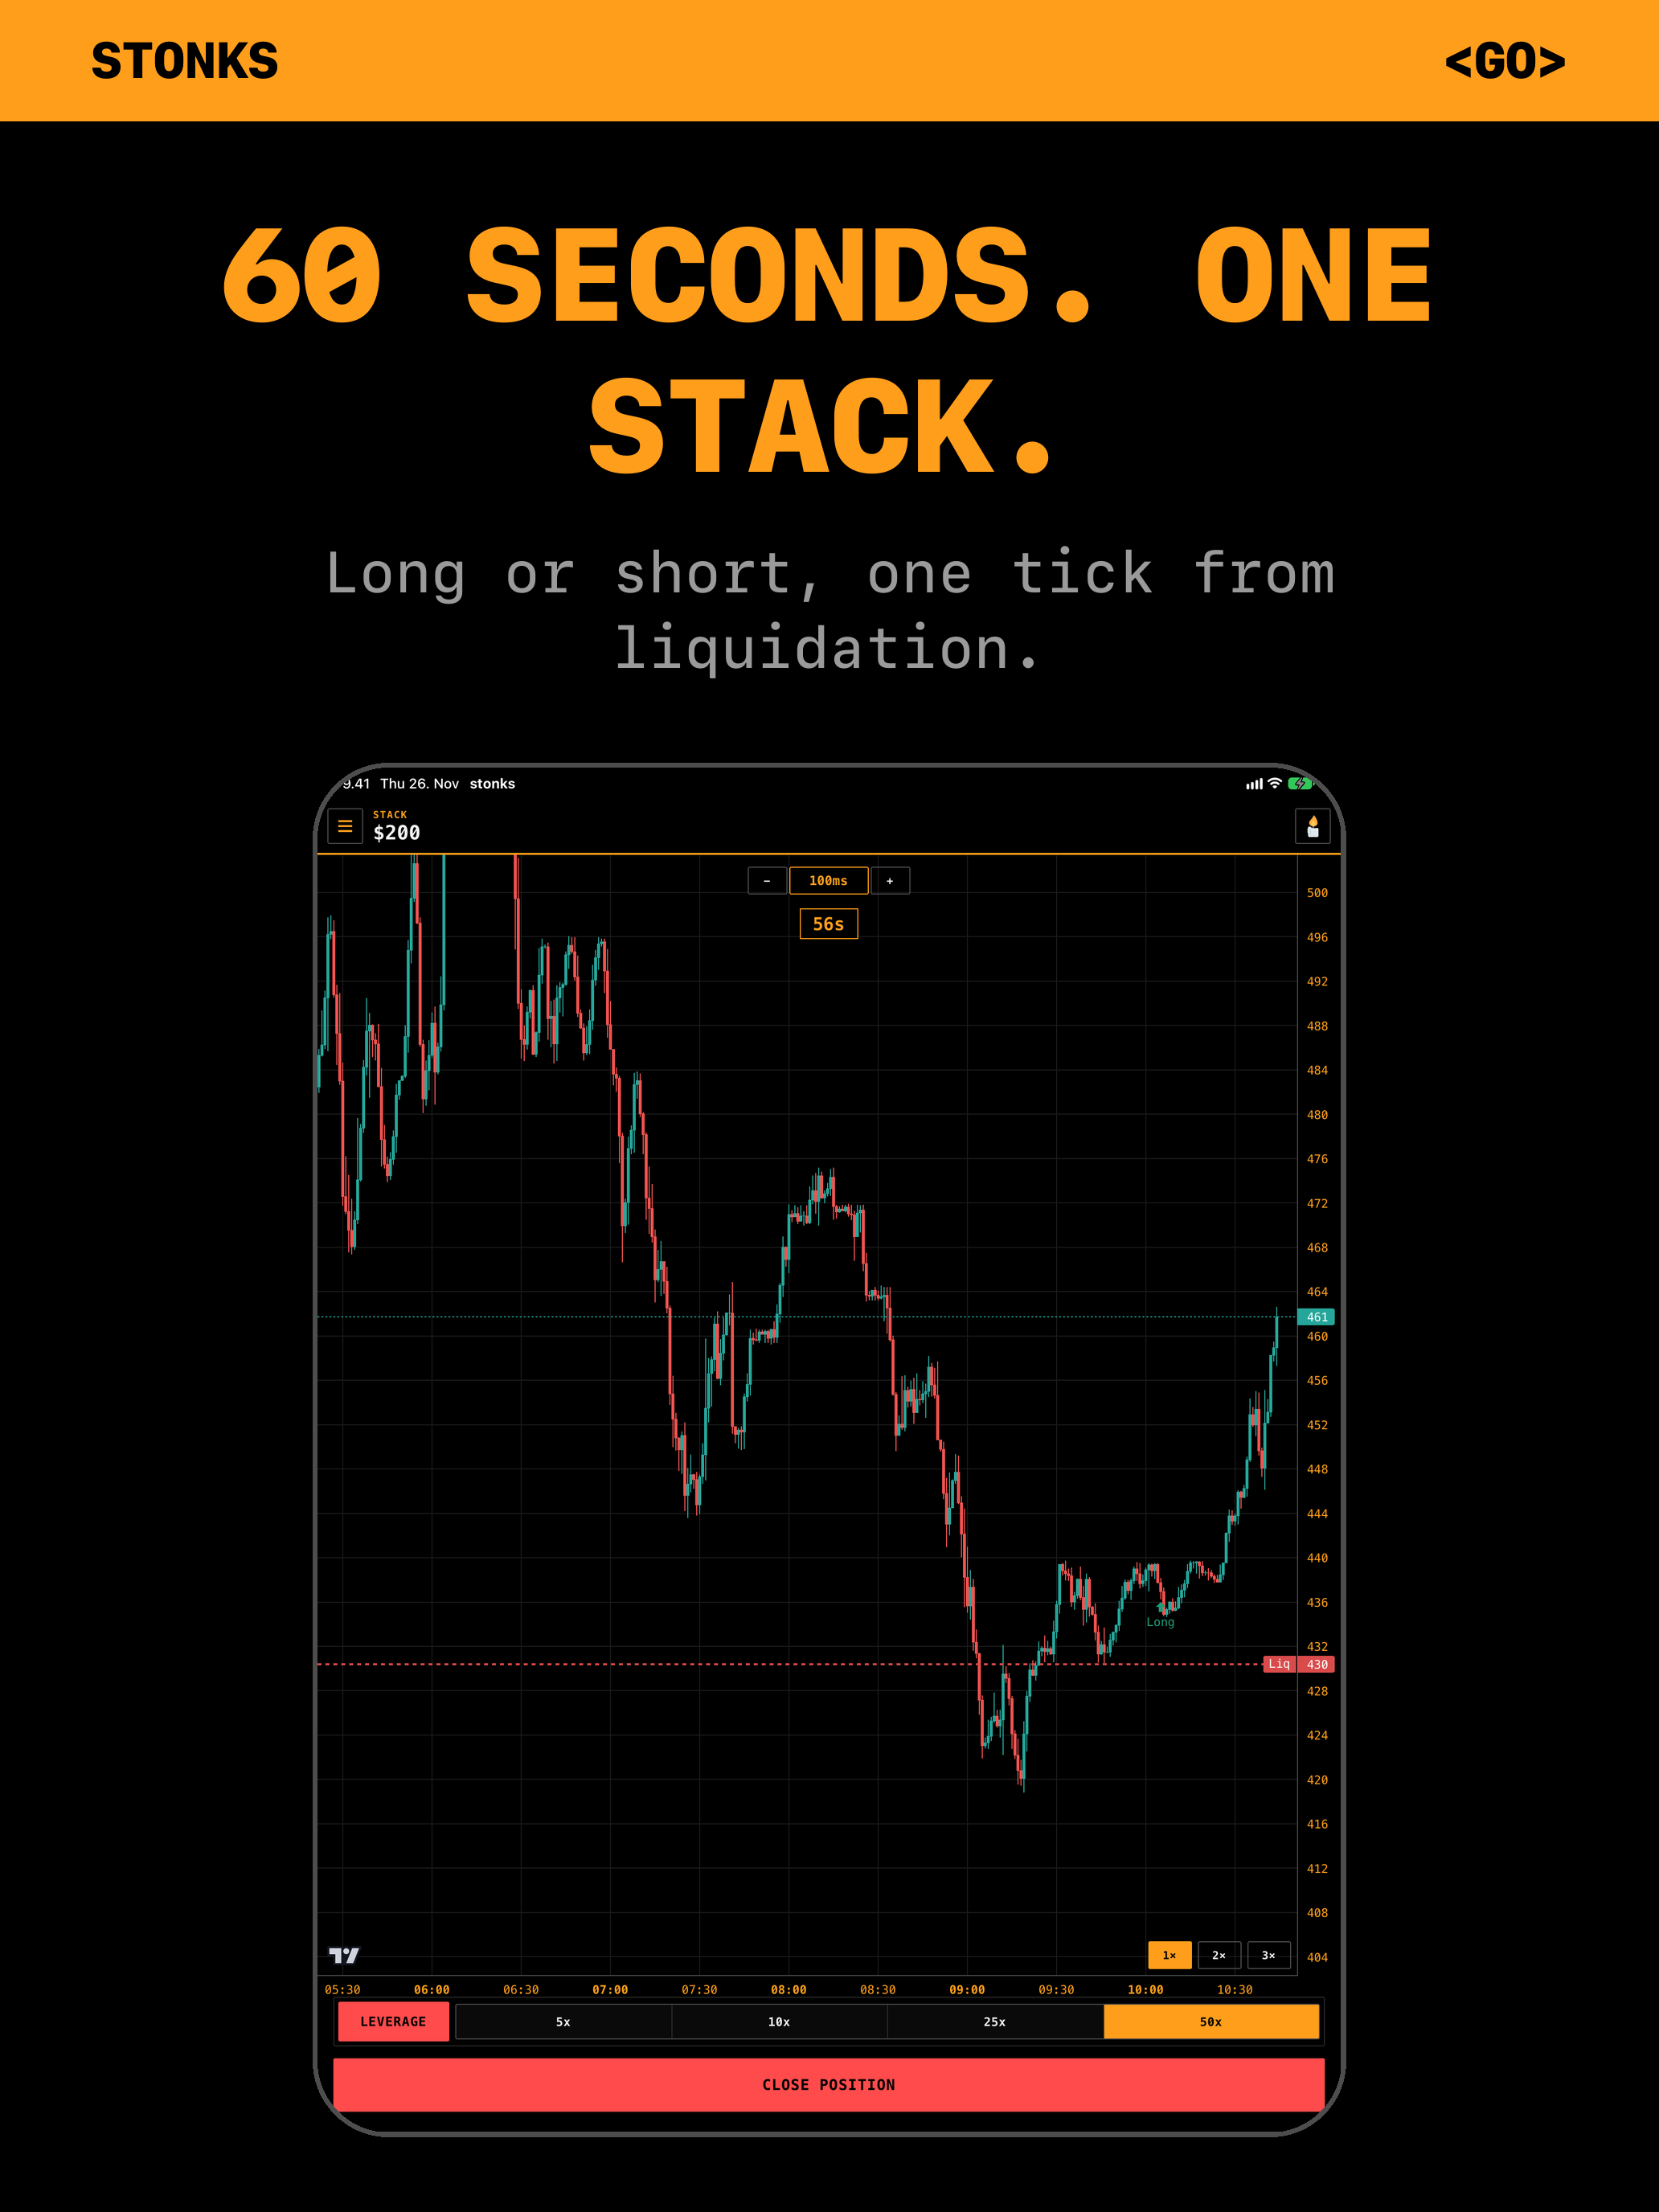 STONKS <GO>
60 SECONDS. ONE
STACK.
Long or short, one tick from
liquidation.
9.41 Thu 26. Nov stonks
STACK
$200
− 100ms +
56s
500
496
492
488
484
480
476
472
468
464
461
460
456
452
448
444
440
436
Long
432
Liq 430
428
424
420
416
412
408
404
1× 2× 3×
05:30 06:00 06:30 07:00 07:30 08:00 08:30 09:00 09:30 10:00 10:30
LEVERAGE 5x 10x 25x 50x
CLOSE POSITION